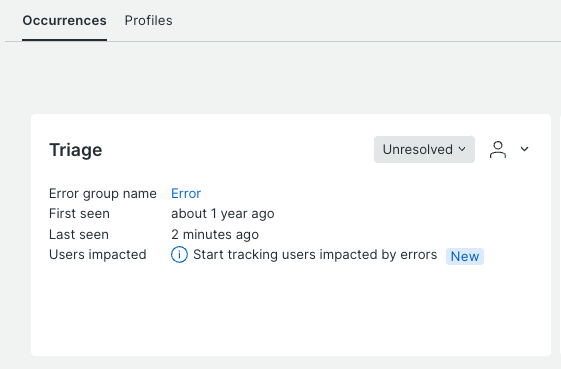 Occurrences Profiles
Triage Unresolved
Error group name Error
First seen about 1 year ago
Last seen 2 minutes ago
Users impacted Start tracking users impacted by errors New